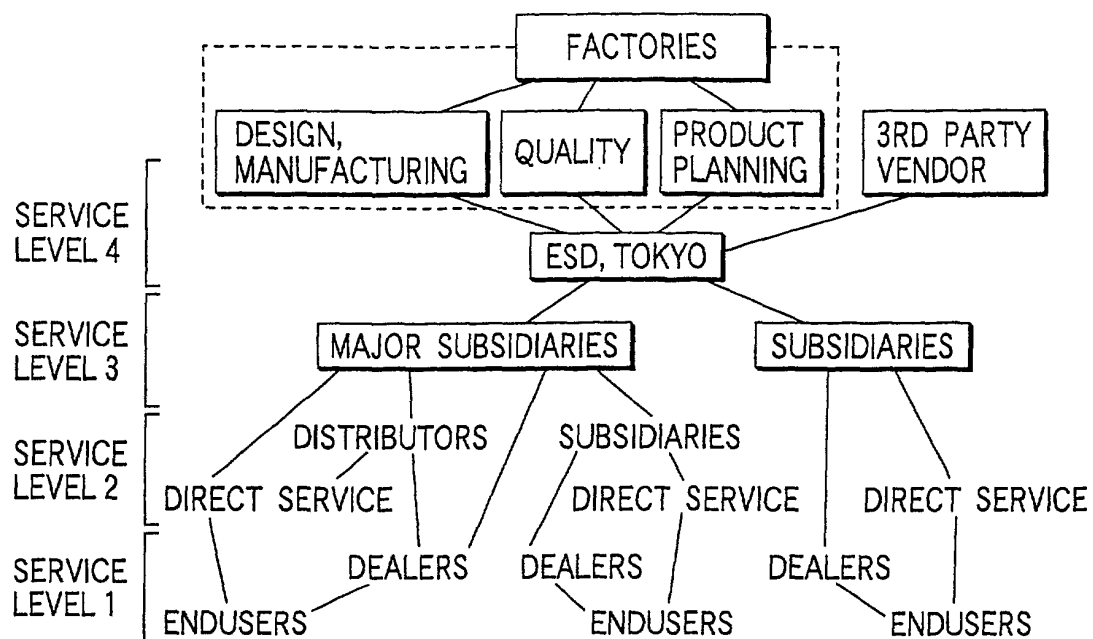 FACTORIES
DESIGN,
MANUFACTURING
QUALITY
PRODUCT
PLANNING
3RD PARTY
VENDOR
SERVICE
LEVEL 4
ESD, TOKYO
SERVICE
LEVEL 3
MAJOR SUBSIDIARIES
SUBSIDIARIES
SERVICE
LEVEL 2
DISTRIBUTORS
SUBSIDIARIES
DIRECT SERVICE
DIRECT SERVICE
DIRECT SERVICE
SERVICE
LEVEL 1
DEALERS
DEALERS
DEALERS
ENDUSERS
ENDUSERS
ENDUSERS